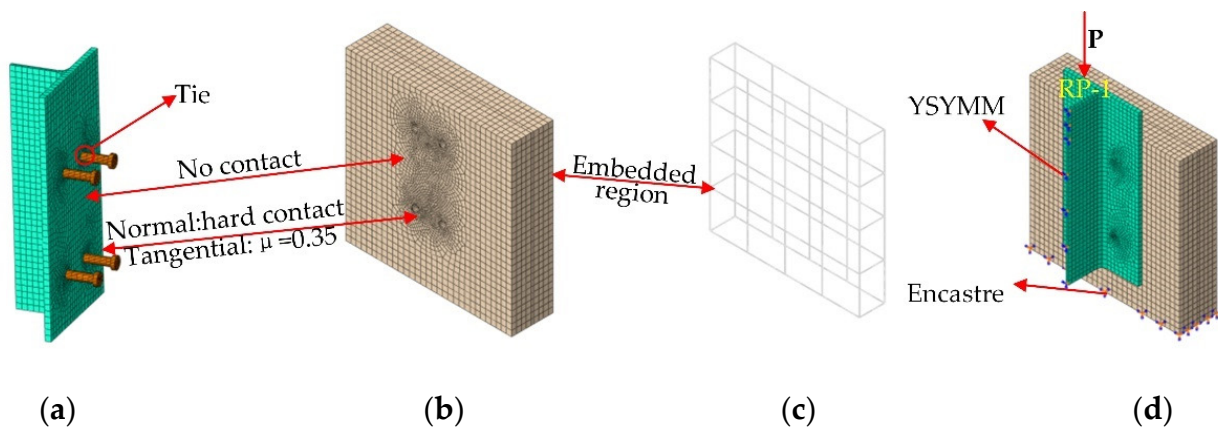 Tie
No contact
Normal:hard contact
Tangential: μ =0.35
Embedded
region
P
RP-1
YSYMM
Encastre
(a)
(b)
(c)
(d)